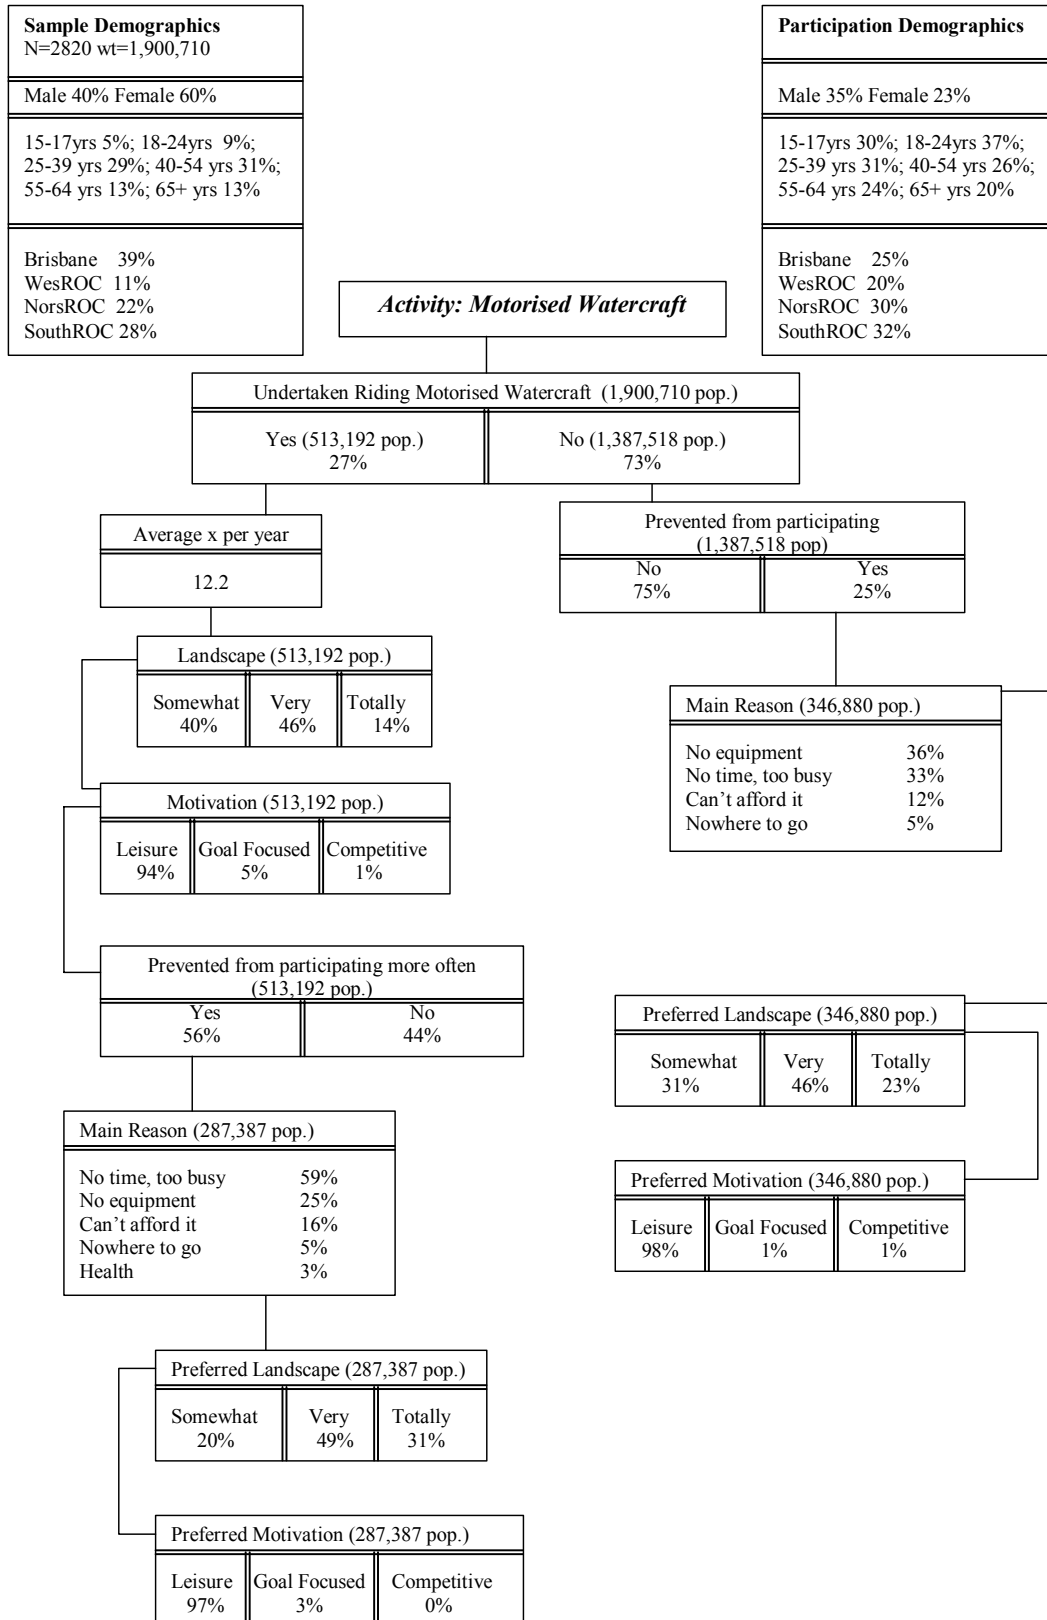 Sample Demographics
N=2820 wt=1,900,710
Male 40% Female 60%
15-17yrs 5%; 18-24yrs 9%;
25-39 yrs 29%; 40-54 yrs 31%;
55-64 yrs 13%; 65+ yrs 13%
Brisbane 39%
WesROC 11%
NorsROC 22%
SouthROC 28%
Participation Demographics
Male 35% Female 23%
15-17yrs 30%; 18-24yrs 37%;
25-39 yrs 31%; 40-54 yrs 26%;
55-64 yrs 24%; 65+ yrs 20%
Brisbane 25%
WesROC 20%
NorsROC 30%
SouthROC 32%
Activity: Motorised Watercraft
Undertaken Riding Motorised Watercraft (1,900,710 pop.)
Yes (513,192 pop.) No (1,387,518 pop.)
27% 73%
Average x per year
12.2
Landscape (513,192 pop.)
Somewhat Very Totally
40% 46% 14%
Motivation (513,192 pop.)
Leisure Goal Focused Competitive
94% 5% 1%
Prevented from participating more often
(513,192 pop.)
Yes No
56% 44%
Main Reason (287,387 pop.)
No time, too busy 59%
No equipment 25%
Can't afford it 16%
Nowhere to go 5%
Health 3%
Preferred Landscape (287,387 pop.)
Somewhat Very Totally
20% 49% 31%
Preferred Motivation (287,387 pop.)
Leisure Goal Focused Competitive
97% 3% 0%
Prevented from participating
(1,387,518 pop)
No Yes
75% 25%
Main Reason (346,880 pop.)
No equipment 36%
No time, too busy 33%
Can't afford it 12%
Nowhere to go 5%
Preferred Landscape (346,880 pop.)
Somewhat Very Totally
31% 46% 23%
Preferred Motivation (346,880 pop.)
Leisure Goal Focused Competitive
98% 1% 1%